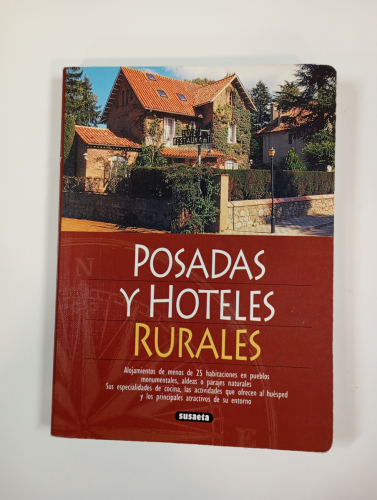 POSADAS
Y HOTELES
RURALES
Alojamientos de menos de 25 habitaciones en pueblos
monumentales, aldeas o parajes naturales
Sus especialidades de cocina, las actividades que ofrecen al huésped
y los principales atractivos de su entorno
susaeta
N
E